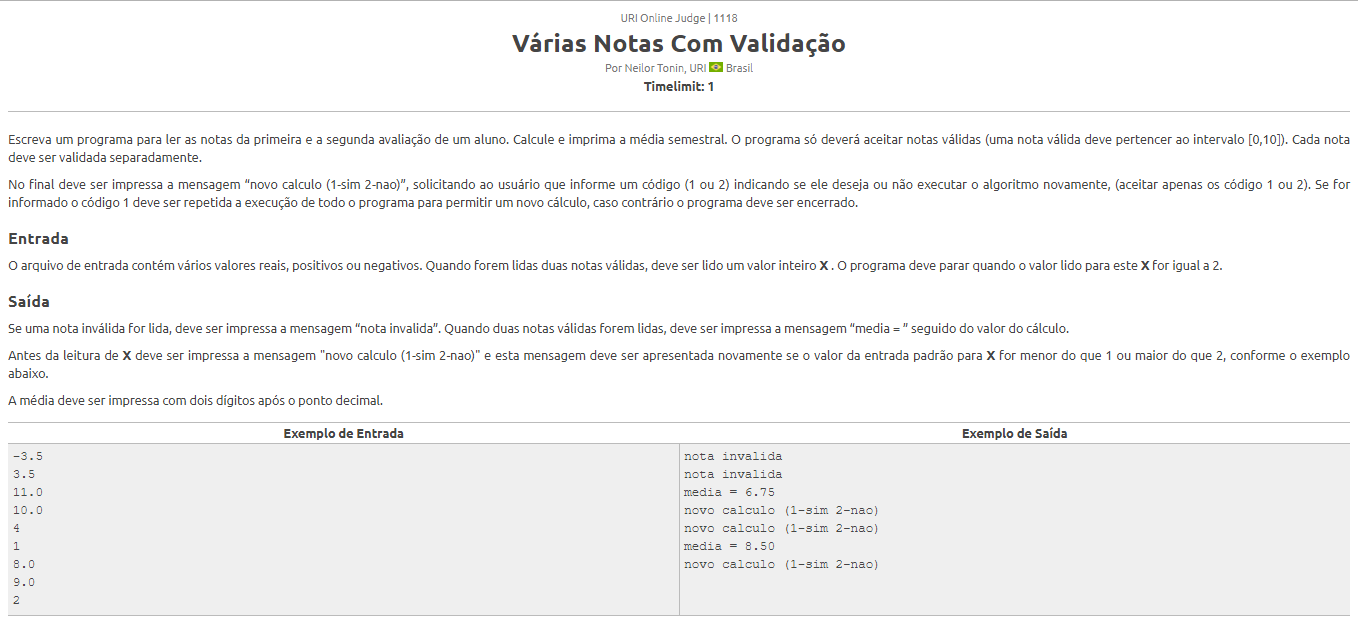 URI Online Judge | 1118
Várias Notas Com Validação
Por Neilor Tonin, URI Brasil
Timelimit: 1
Escreva um programa para ler as notas da primeira e a segunda avaliação de um aluno. Calcule e imprima a média semestral. O programa só deverá aceitar notas válidas (uma nota válida deve pertencer ao intervalo [0,10]). Cada nota
deve ser validada separadamente.
No final deve ser impressa a mensagem “novo calculo (1-sim 2-nao)”, solicitando ao usuário que informe um código (1 ou 2) indicando se ele deseja ou não executar o algoritmo novamente, (aceitar apenas os código 1 ou 2). Se for
informado o código 1 deve ser repetida a execução de todo o programa para permitir um novo cálculo, caso contrário o programa deve ser encerrado.
Entrada
O arquivo de entrada contém vários valores reais, positivos ou negativos. Quando forem lidas duas notas válidas, deve ser lido um valor inteiro X . O programa deve parar quando o valor lido para este X for igual a 2.
Saída
Se uma nota inválida for lida, deve ser impressa a mensagem “nota invalida”. Quando duas notas válidas forem lidas, deve ser impressa a mensagem “media = ” seguido do valor do cálculo.
Antes da leitura de X deve ser impressa a mensagem "novo calculo (1-sim 2-nao)" e esta mensagem deve ser apresentada novamente se o valor da entrada padrão para X for menor do que 1 ou maior do que 2, conforme o exemplo
abaixo.
A média deve ser impressa com dois dígitos após o ponto decimal.
Exemplo de Entrada
-3.5
3.5
11.0
10.0
4
1
8.0
9.0
2
Exemplo de Saída
nota invalida
nota invalida
media = 6.75
novo calculo (1-sim 2-nao)
novo calculo (1-sim 2-nao)
media = 8.50
novo calculo (1-sim 2-nao)